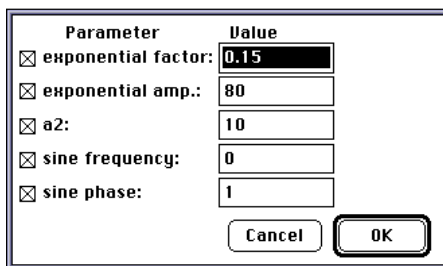 Parameter Value
exponential factor: 0.15
exponential amp.: 80
a2: 10
sine frequency: 0
sine phase: 1
Cancel OK